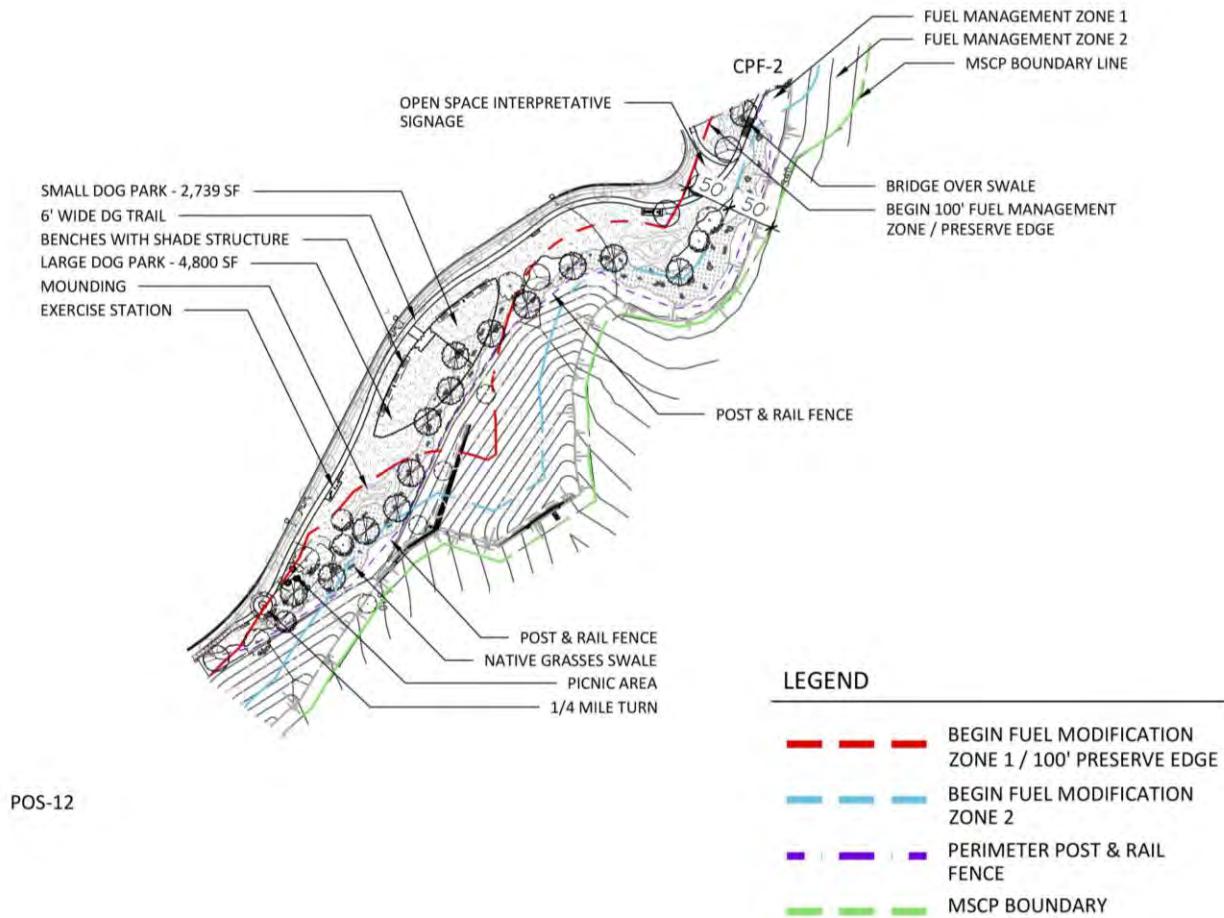 FUEL MANAGEMENT ZONE 1
FUEL MANAGEMENT ZONE 2
MSCP BOUNDARY LINE
CPF-2
OPEN SPACE INTERPRETATIVE
SIGNAGE
SMALL DOG PARK - 2,739 SF
6' WIDE DG TRAIL
BENCHES WITH SHADE STRUCTURE
LARGE DOG PARK - 4,800 SF
MOUNDING
EXERCISE STATION
50'
50'
BRIDGE OVER SWALE
BEGIN 100' FUEL MANAGEMENT
ZONE / PRESERVE EDGE
POST & RAIL FENCE
POST & RAIL FENCE
NATIVE GRASSES SWALE
PICNIC AREA
1/4 MILE TURN
POS-12
LEGEND
BEGIN FUEL MODIFICATION
ZONE 1 / 100' PRESERVE EDGE
BEGIN FUEL MODIFICATION
ZONE 2
PERIMETER POST & RAIL
FENCE
MSCP BOUNDARY